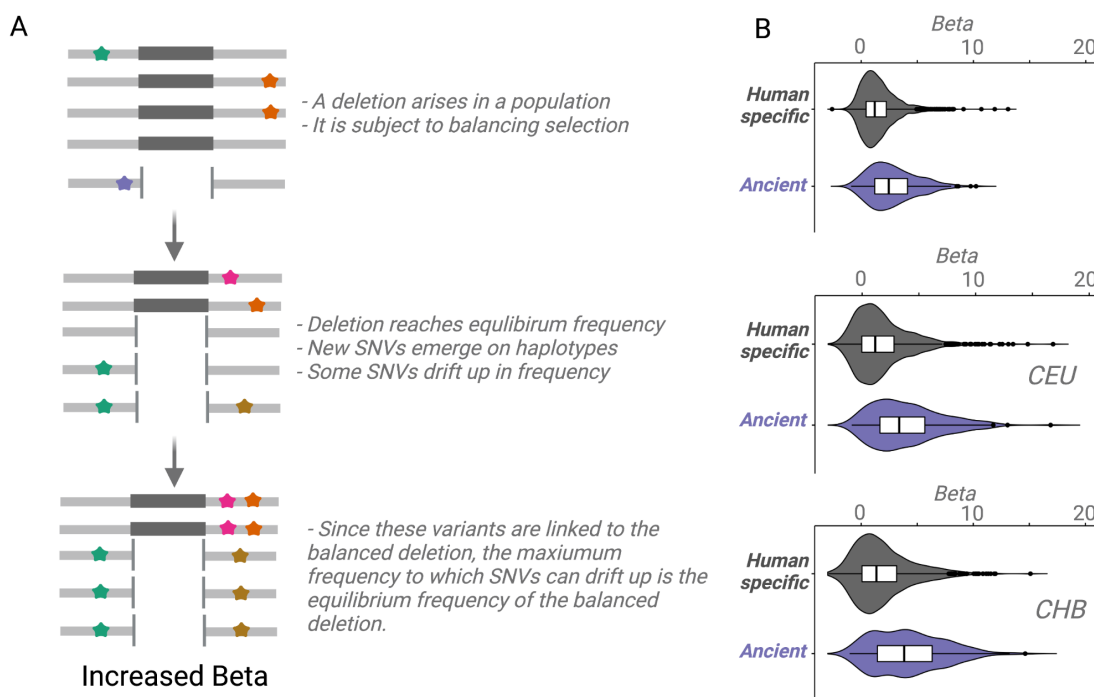 A
- A deletion arises in a population
- It is subject to balancing selection
- Deletion reaches equlibirum frequency
- New SNVs emerge on haplotypes
- Some SNVs drift up in frequency
- Since these variants are linked to the
balanced deletion, the maxiumum
frequency to which SNVs can drift up is the
equilibrium frequency of the balanced
deletion.
Increased Beta
B
Beta
0 10 20
Human
specific
Ancient
Beta
0 10 20
Human
specific
CEU
Ancient
Beta
0 10 20
Human
specific
CHB
Ancient